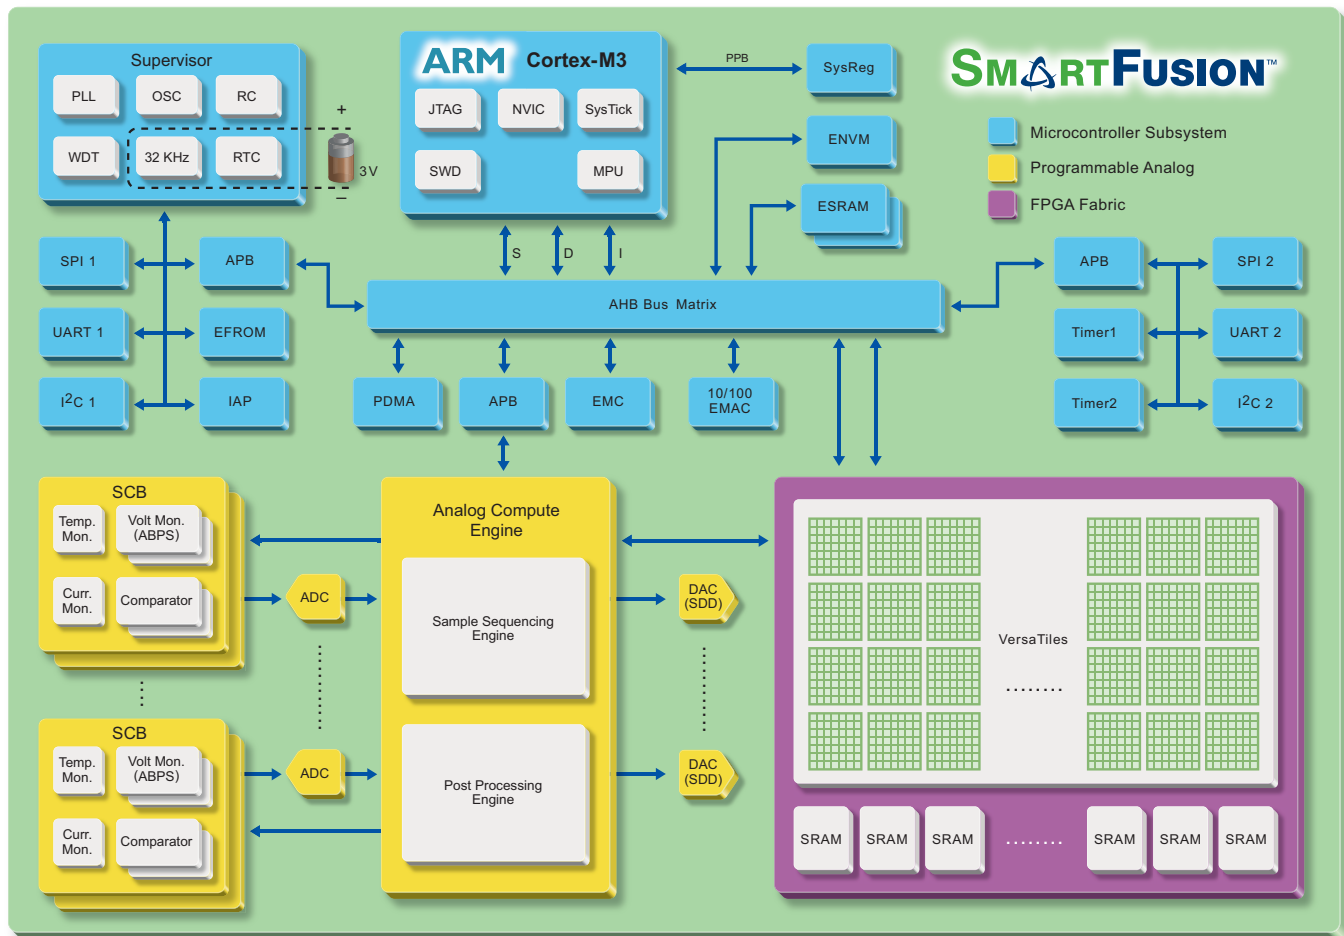 Supervisor
PLL
OSC
RC
WDT
32 KHz
RTC
+
3V
–
ARM Cortex-M3
JTAG
NVIC
SysTick
SWD
MPU
PPB
SysReg
ENVM
ESRAM
SMARTFUSION™
Microcontroller Subsystem
Programmable Analog
FPGA Fabric
S
D
I
SPI 1
APB
UART 1
EFROM
I²C 1
IAP
AHB Bus Matrix
PDMA
APB
EMC
10/100
EMAC
APB
SPI 2
Timer1
UART 2
Timer2
I²C 2
SCB
Temp.
Mon.
Volt Mon.
(ABPS)
Curr.
Mon.
Comparator
ADC
SCB
Temp.
Mon.
Volt Mon.
(ABPS)
Curr.
Mon.
Comparator
ADC
Analog Compute
Engine
Sample Sequencing
Engine
Post Processing
Engine
DAC
(SDD)
DAC
(SDD)
VersaTiles
........
SRAM
SRAM
SRAM
........
SRAM
SRAM
SRAM